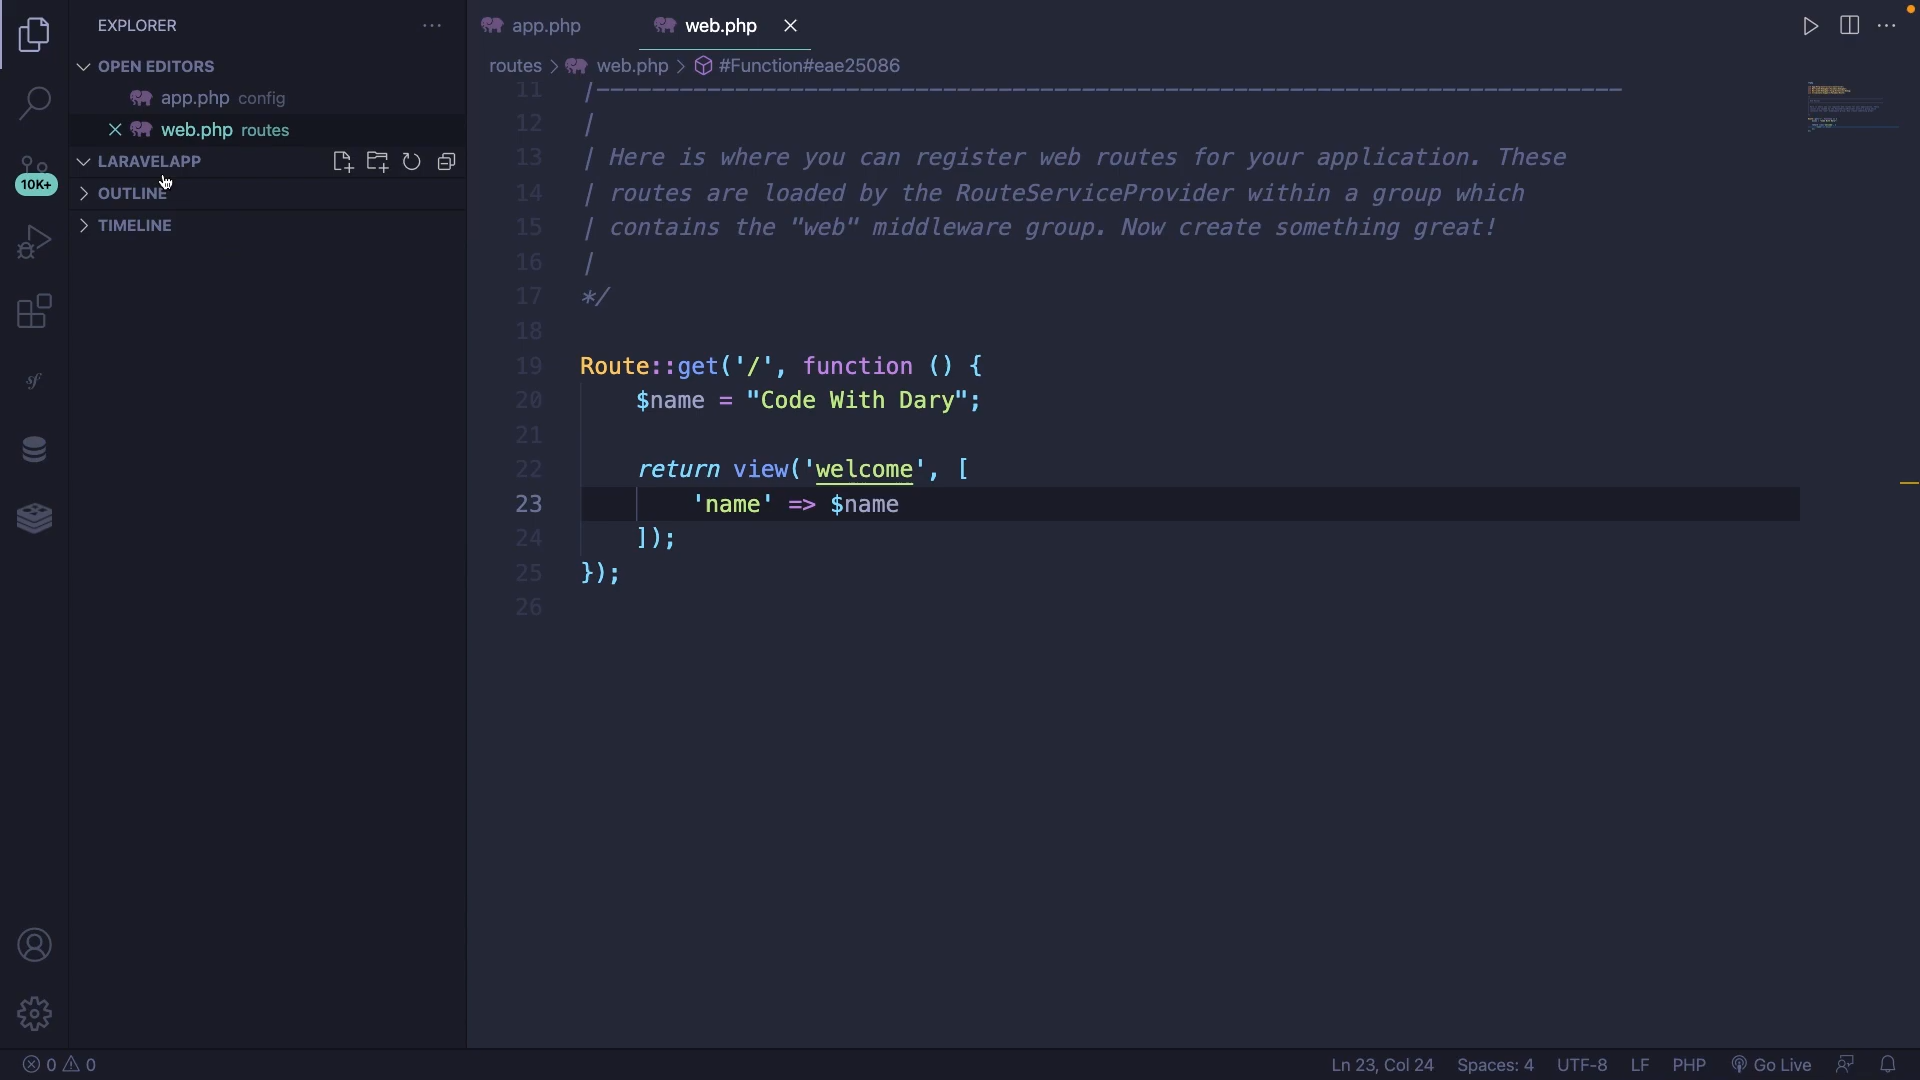 EXPLORER
OPEN EDITORS
app.php config
web.php routes
LARAVELAPP
OUTLINE
TIMELINE
10K+
sf
app.php
web.php
routes > web.php > #Function#eae25086
11 |--------------------------------------------------------------------------
12 |
13 | Here is where you can register web routes for your application. These
14 | routes are loaded by the RouteServiceProvider within a group which
15 | contains the "web" middleware group. Now create something great!
16 |
17 */
18
19 Route::get('/', function () {
20 $name = "Code With Dary";
21
22 return view('welcome', [
23 'name' => $name
24 ]);
25 });
26
0 0
Ln 23, Col 24 Spaces: 4 UTF-8 LF PHP Go Live